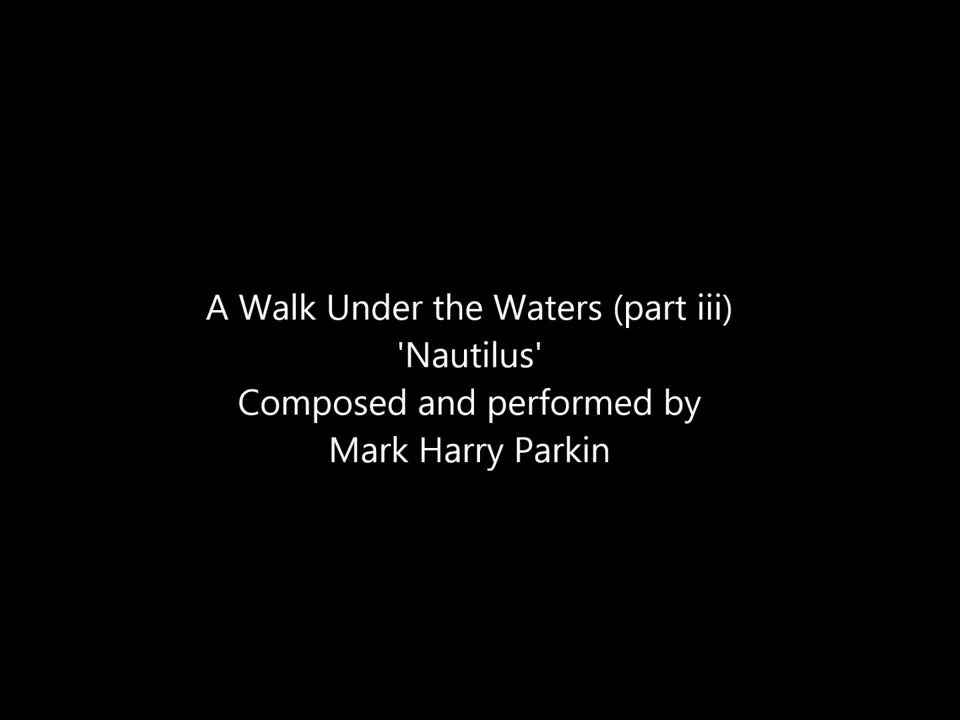 A Walk Under the Waters (part iii)
'Nautilus'
Composed and performed by
Mark Harry Parkin